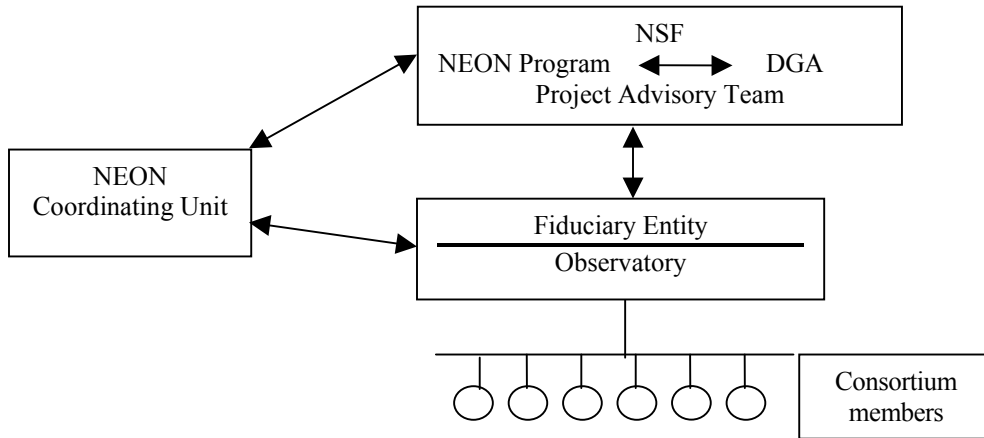 NSF
NEON Program DGA
Project Advisory Team
NEON
Coordinating Unit
Fiduciary Entity
Observatory
Consortium
members